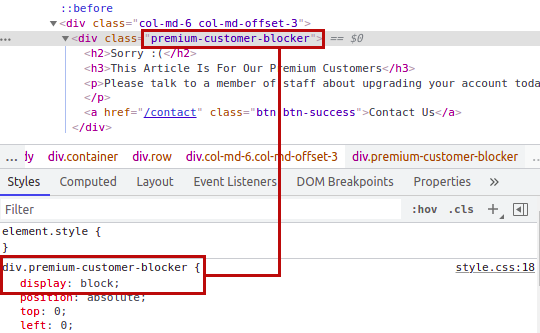 ::before
▼<div class="col-md-6 col-md-offset-3">
… ▼<div class="premium-customer-blocker"> == $0
<h2>Sorry :(</h2>
<h3>This Article Is For Our Premium Customers</h3>
<p>Please talk to a member of staff about upgrading your account toda
</p>
<a href="/contact" class="btn btn-success">Contact Us</a>
</div>
… dy div.container div.row div.col-md-6.col-md-offset-3 div.premium-customer-blocker …
Styles Computed Layout Event Listeners DOM Breakpoints Properties »
Filter :hov .cls +
element.style {
}
div.premium-customer-blocker { style.css:18
display: block;
position: absolute;
top: 0;
left: 0;